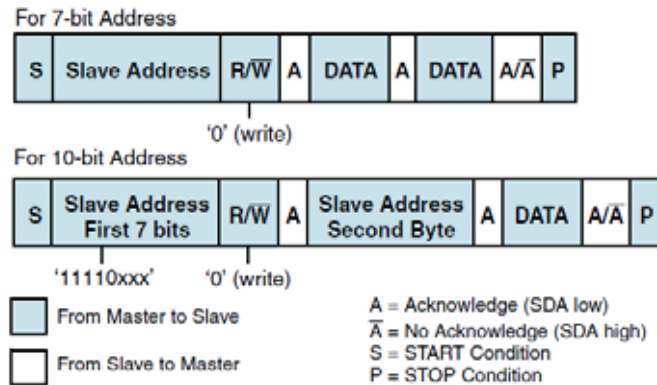 For 7-bit Address
S Slave Address R/W̅ A DATA A DATA A/A̅ P
‘0’ (write)
For 10-bit Address
S Slave Address First 7 bits R/W̅ A Slave Address Second Byte A DATA A/A̅ P
‘11110xxx’ ‘0’ (write)
From Master to Slave
From Slave to Master
A = Acknowledge (SDA low)
A̅ = No Acknowledge (SDA high)
S = START Condition
P = STOP Condition